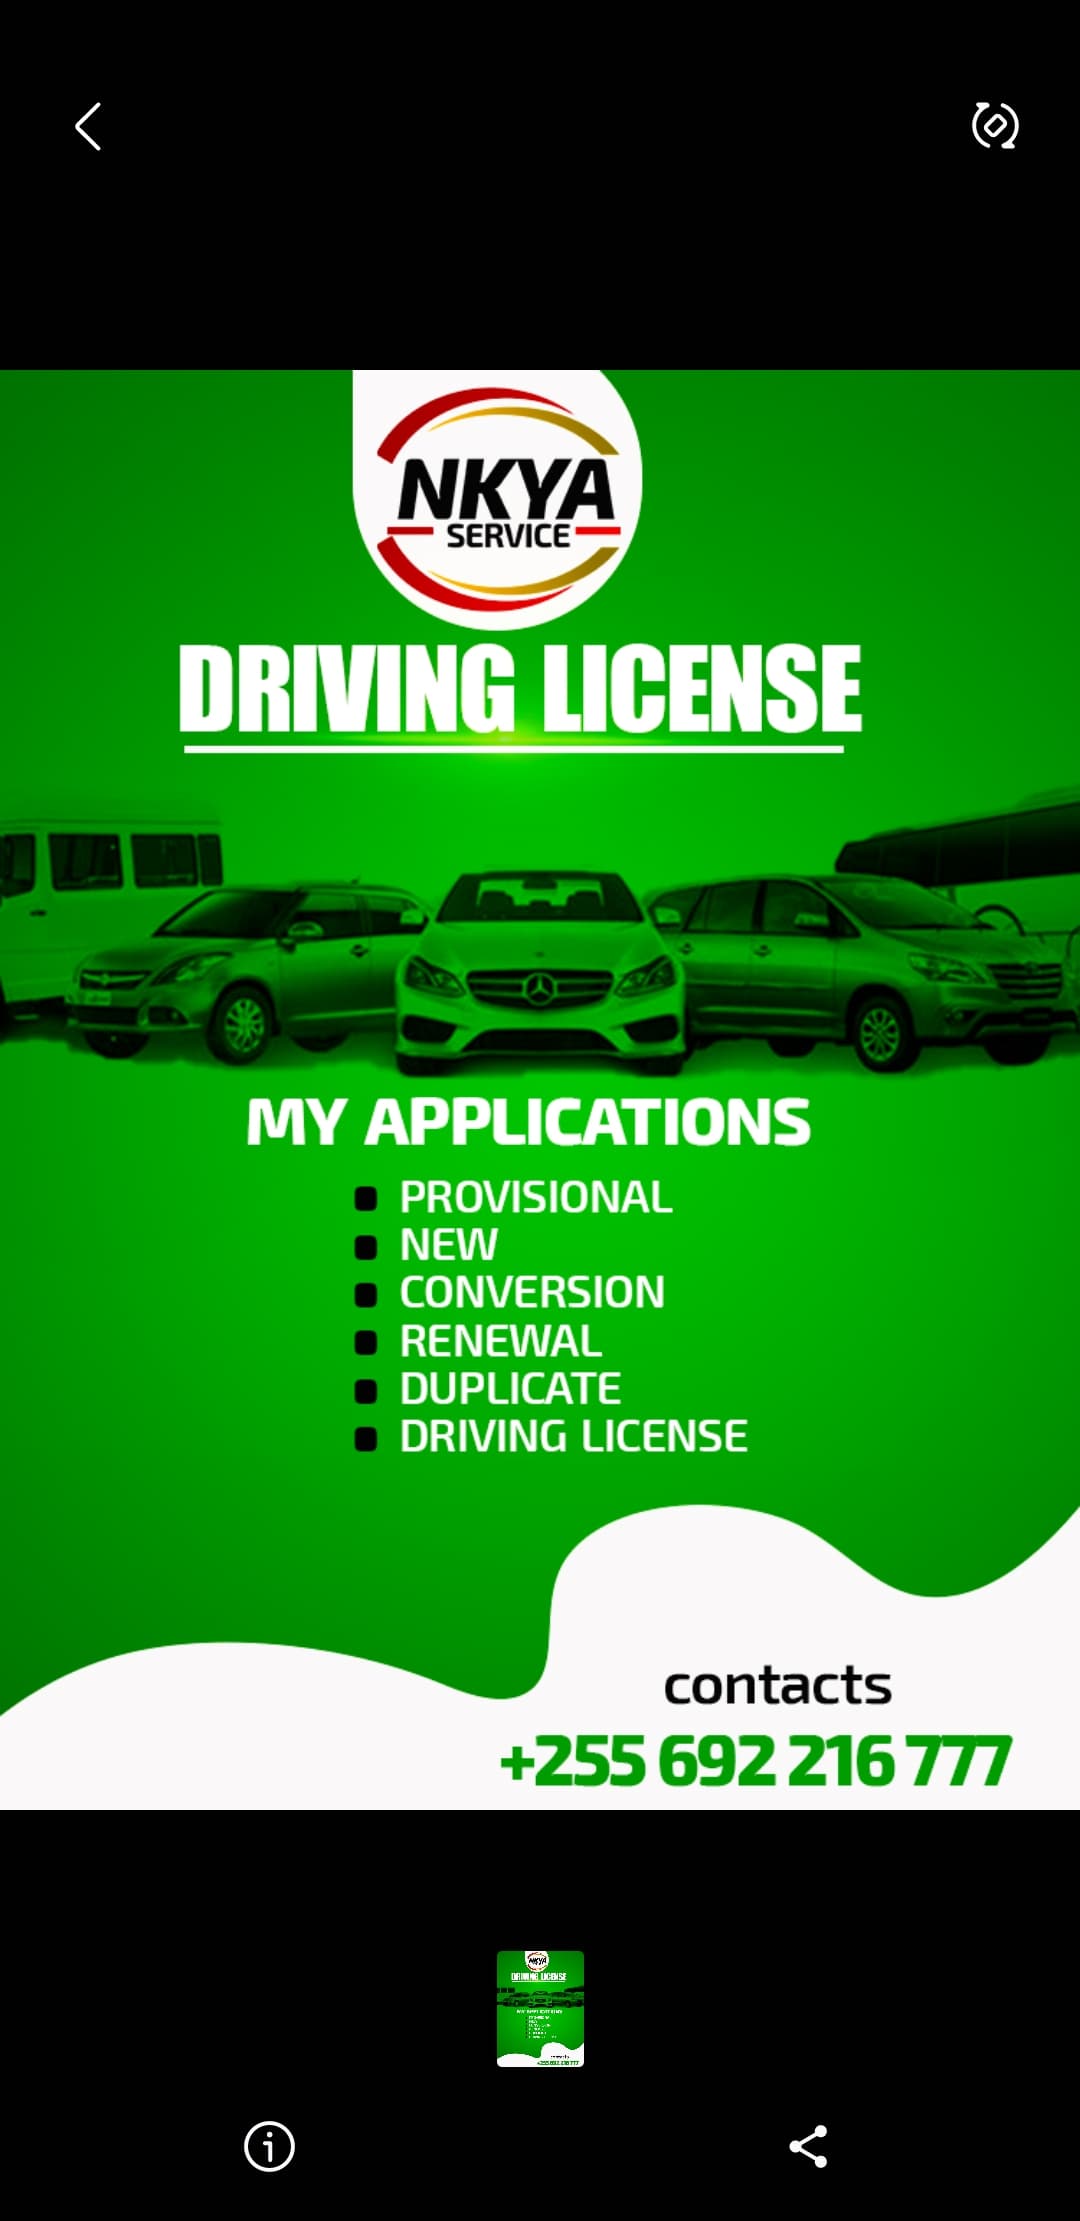 NKYA
SERVICE
DRIVING LICENSE
MY APPLICATIONS
PROVISIONAL
NEW
CONVERSION
RENEWAL
DUPLICATE
DRIVING LICENSE
contacts
+255 692 216 777